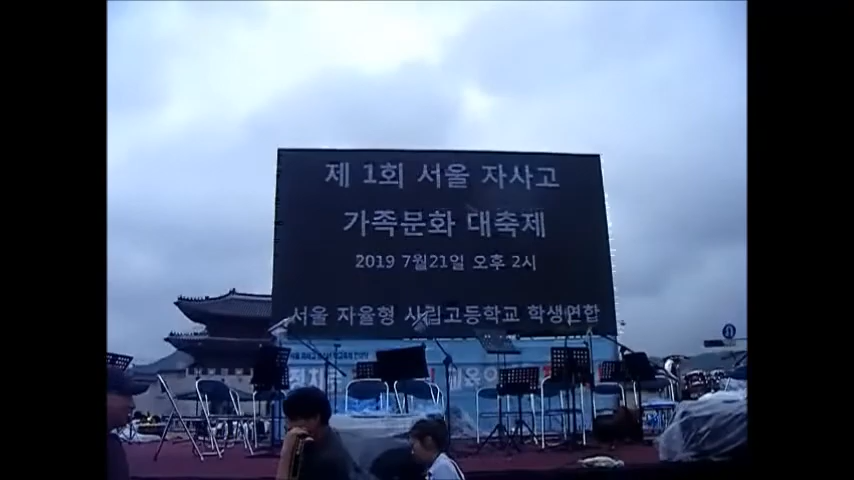 제 1회 서울 자사고
가족문화 대축제
2019 7월21일 오후 2시
서울 자율형 사립고등학교 학생연합